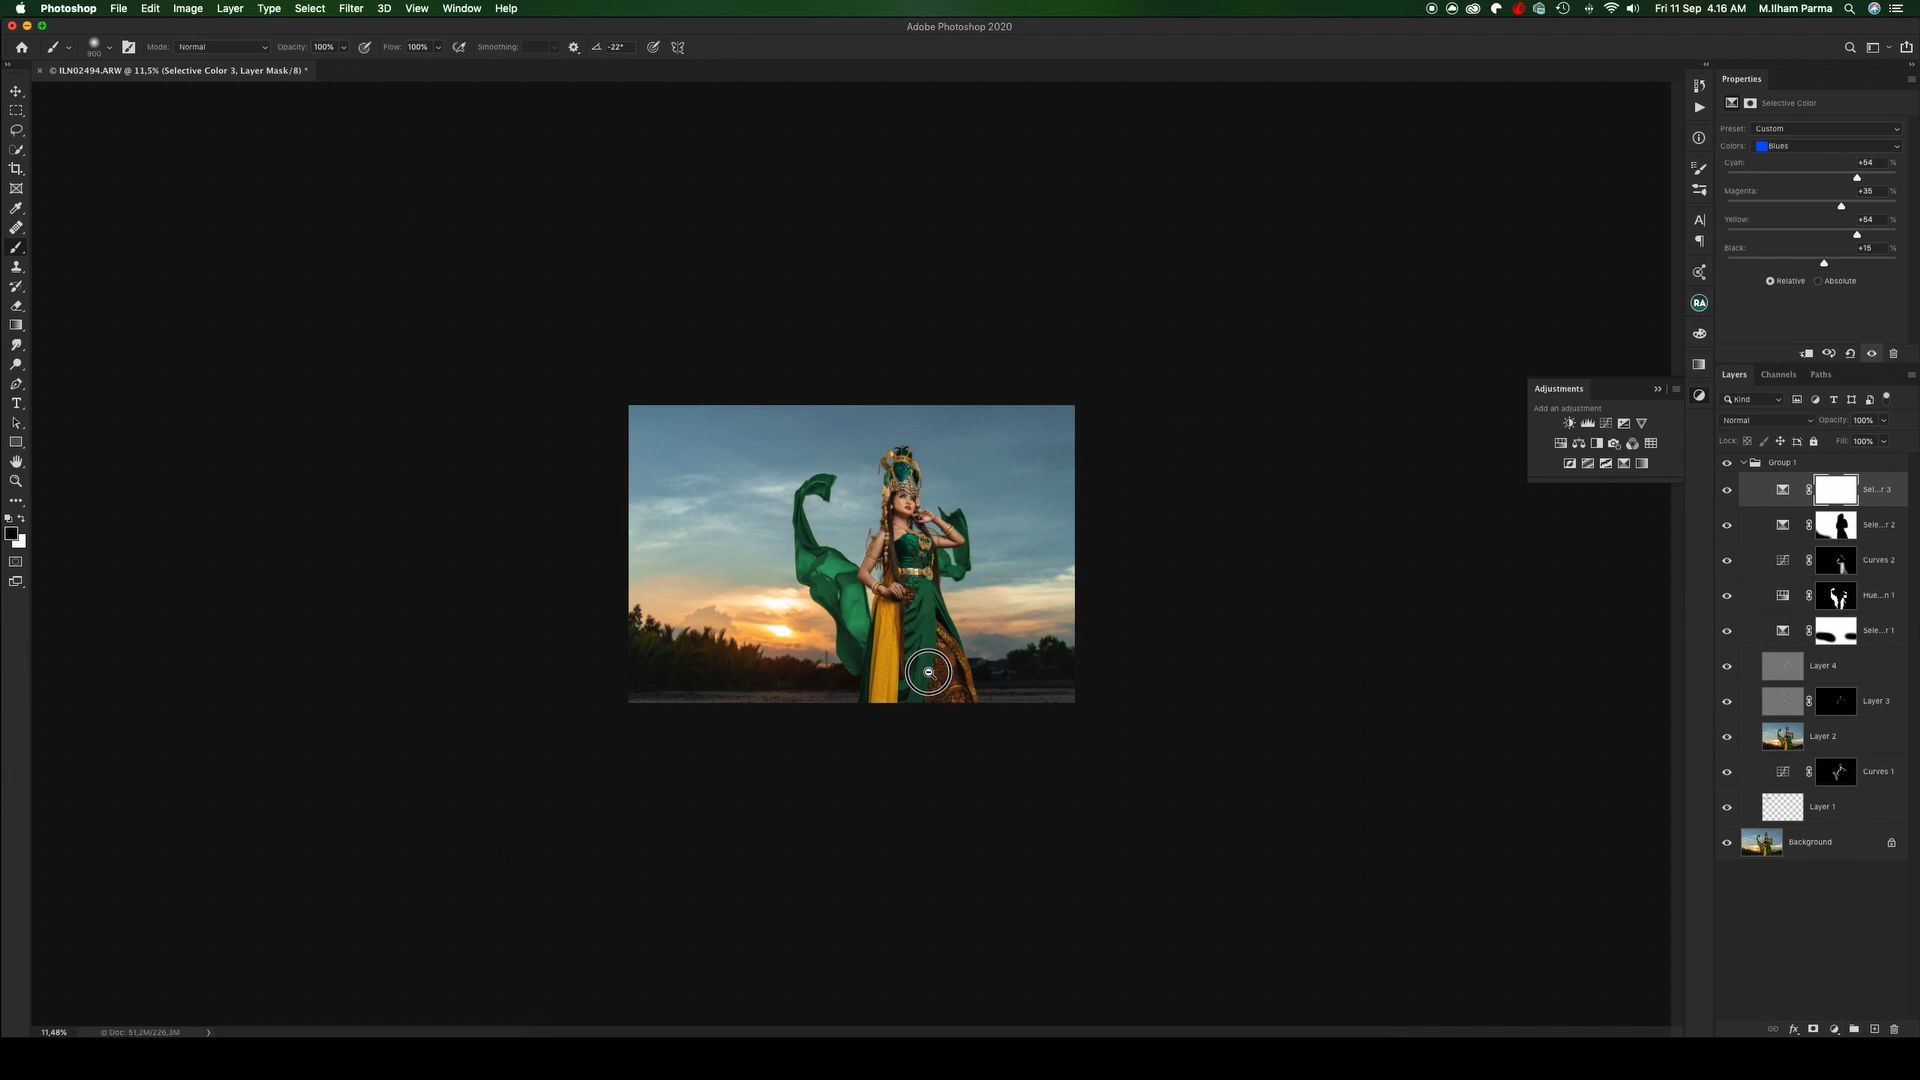 Photoshop File Edit Image Layer Type Select Filter 3D View Window Help Fri 11 Sep 4.16 AM M.Ilham Parma
Adobe Photoshop 2020
900 Mode: Normal Opacity: 100% Flow: 100% Smoothing: -22°
© ILN02494.ARW @ 11,5% (Selective Color 3, Layer Mask/8) *
Properties
Selective Color
Preset: Custom
Colors: Blues
Cyan: +54 %
Magenta: +35 %
Yellow: +54 %
Black: +15 %
Relative Absolute
Layers Channels Paths
Adjustments
Add an adjustment
Kind
Normal Opacity: 100%
Lock: Fill: 100%
Group 1
Sel...r 3
Sele...r 2
Curves 2
Hue...n 1
Sele...r 1
Layer 4
Layer 3
Layer 2
Curves 1
Layer 1
Background
11,48% © Doc: 51,2M/226,3M